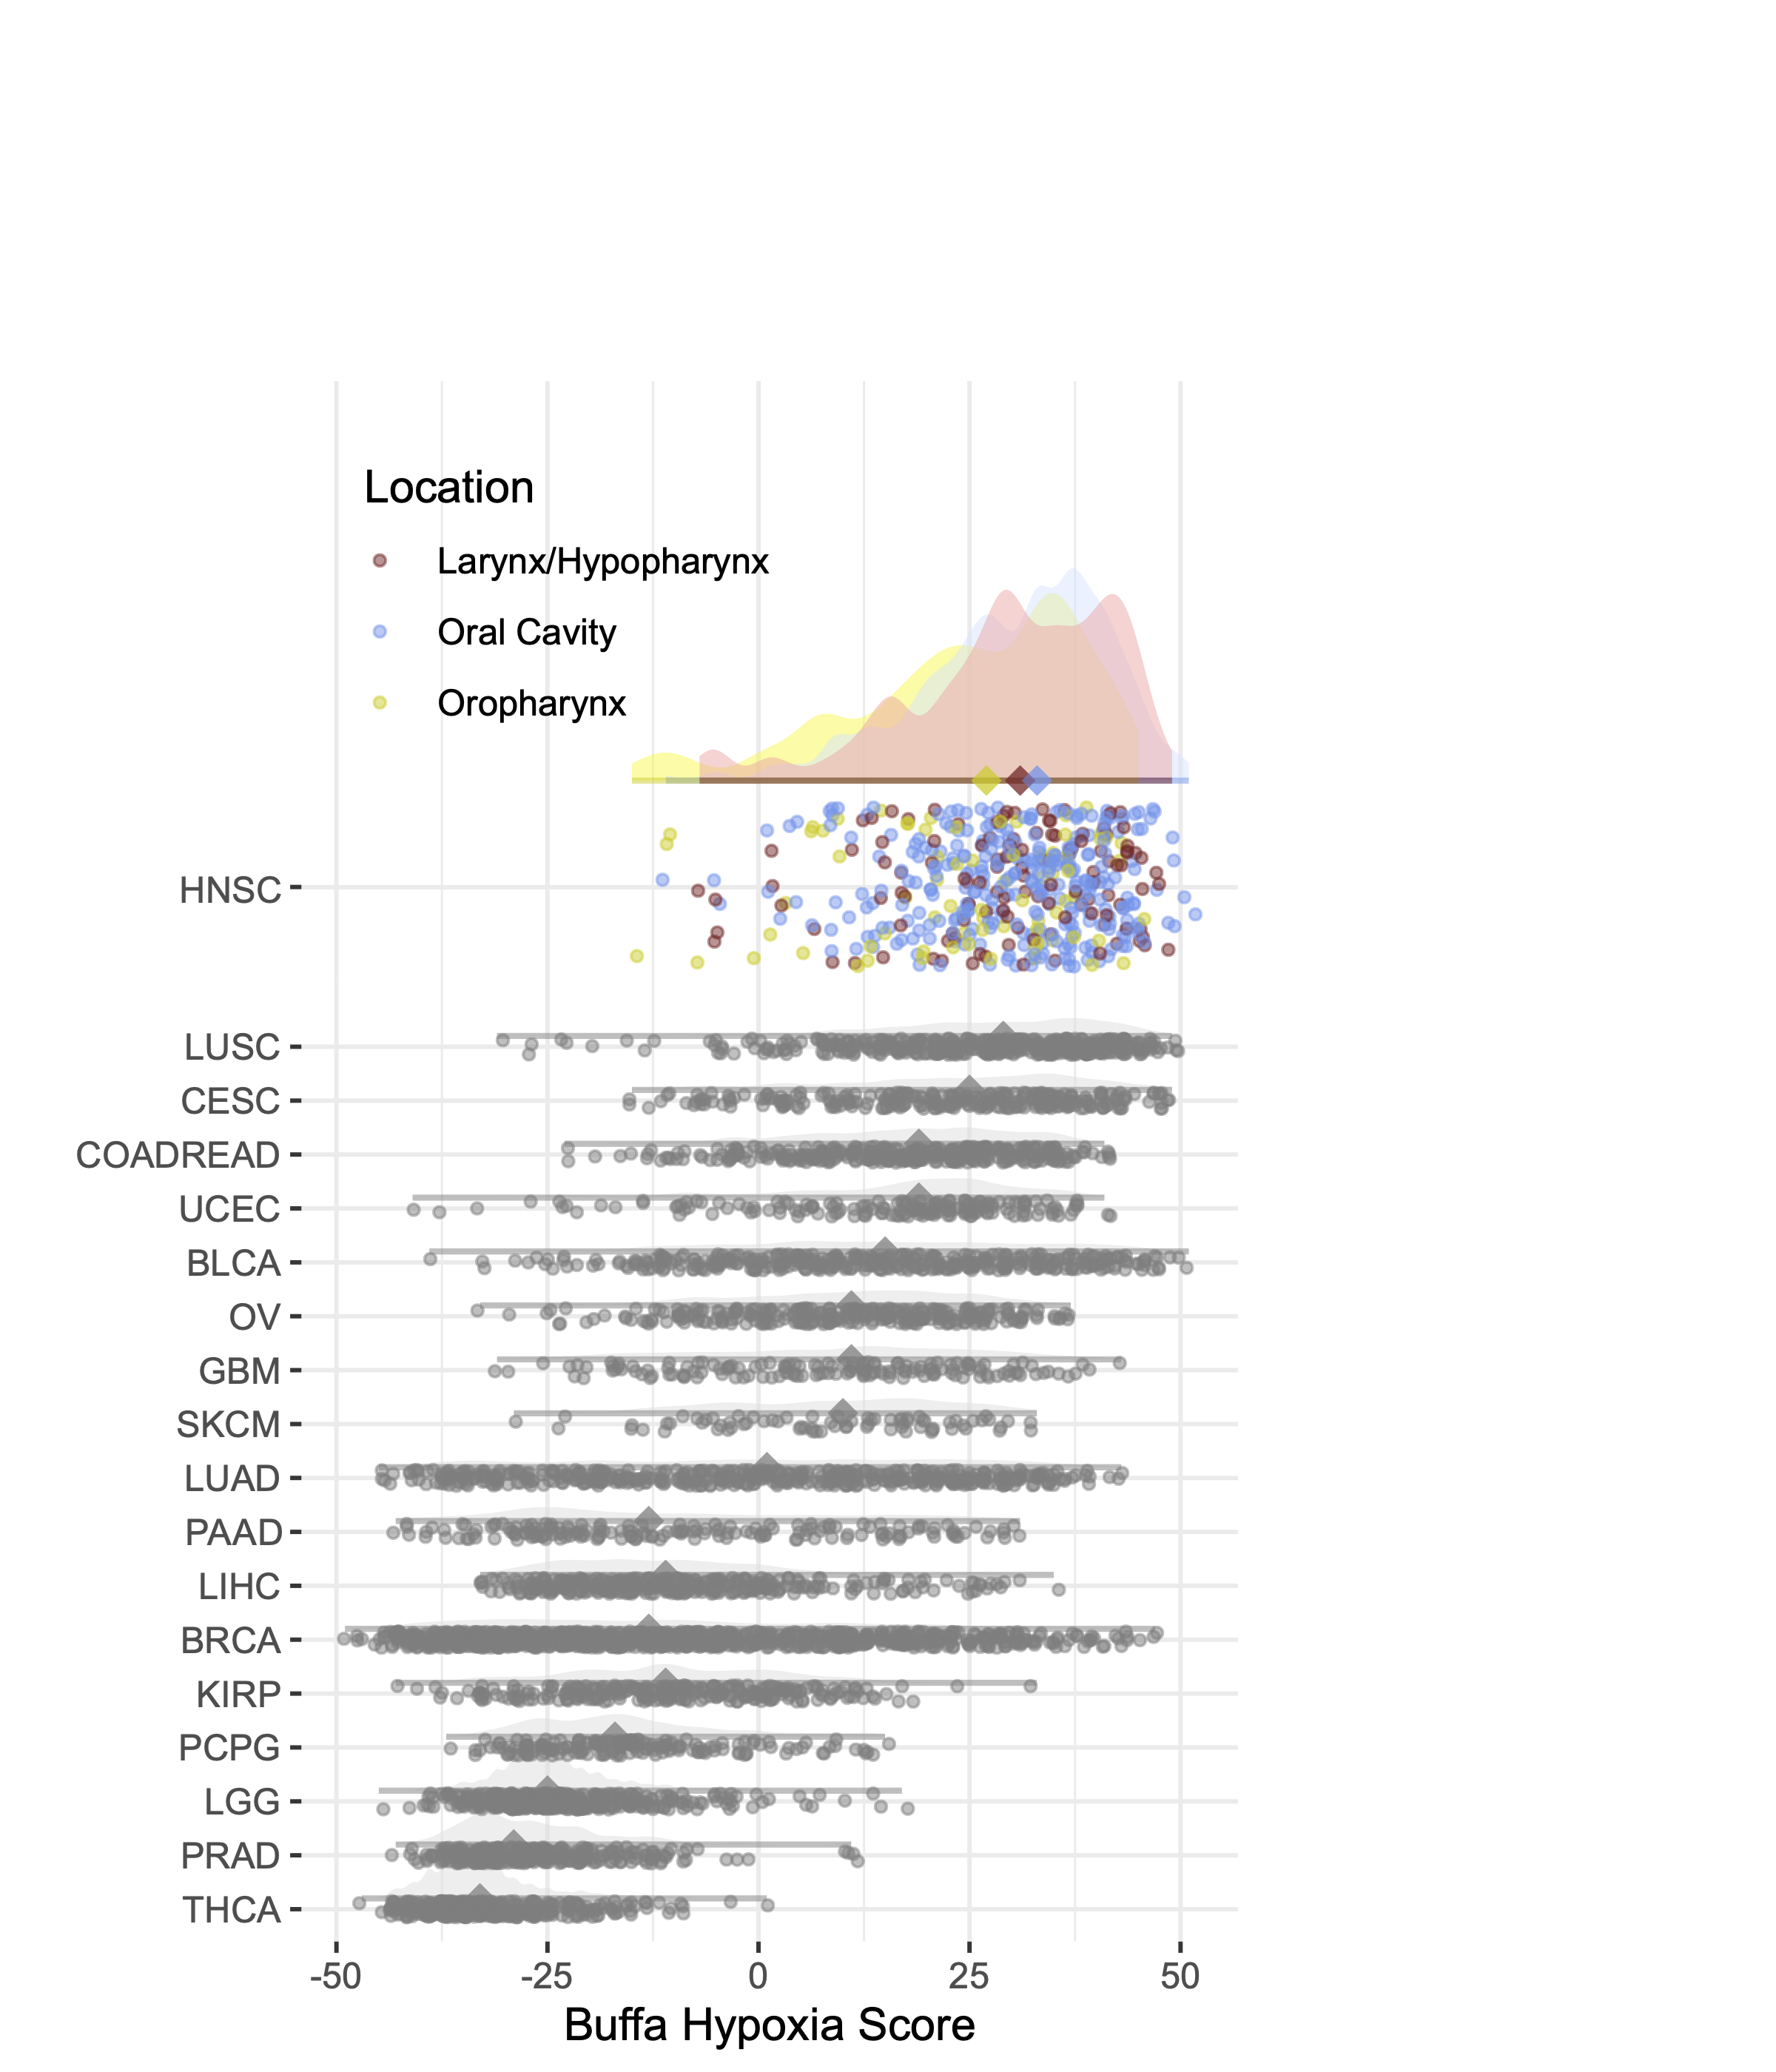 Location
Larynx/Hypopharynx
Oral Cavity
Oropharynx
HNSC
LUSC
CESC
COADREAD
UCEC
BLCA
OV
GBM
SKCM
LUAD
PAAD
LIHC
BRCA
KIRP
PCPG
LGG
PRAD
THCA
-50 -25 0 25 50
Buffa Hypoxia Score